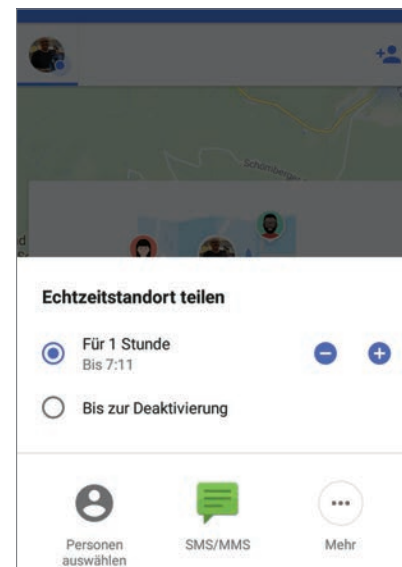 Schömberger
Echtzeitstandort teilen
Für 1 Stunde
Bis 7:11
Bis zur Deaktivierung
Personen
auswählen
SMS/MMS
Mehr